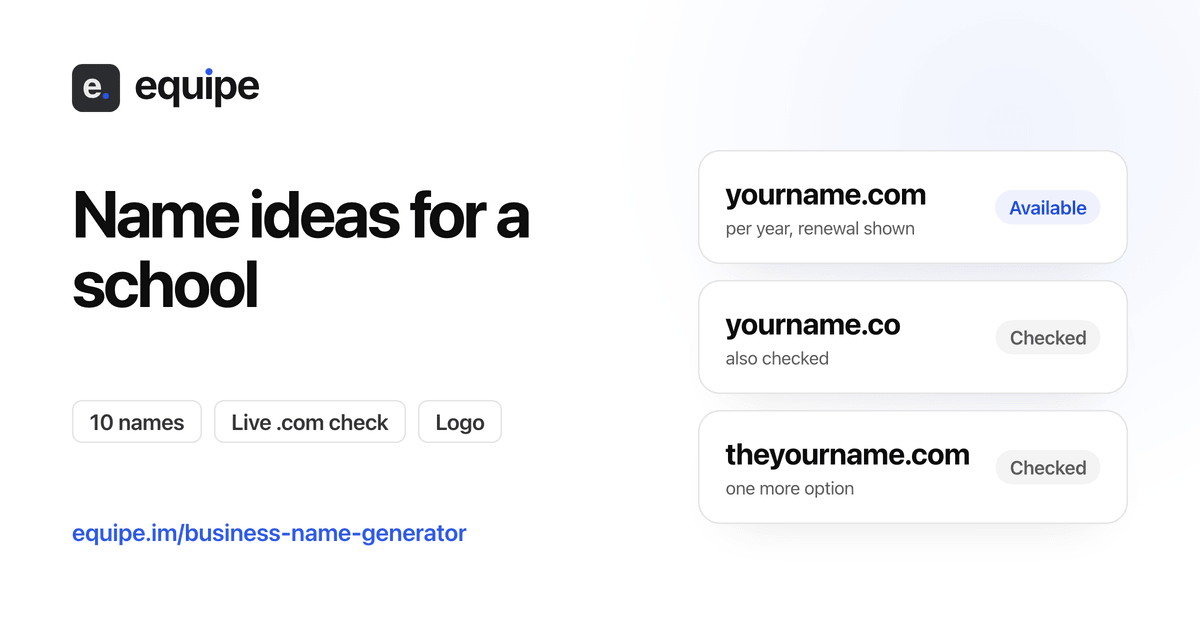 e.
equipe
Name ideas for a
school
10 names
Live .com check
Logo
equipe.im/business-name-generator
yourname.com
per year, renewal shown
Available
yourname.co
also checked
Checked
theyourname.com
one more option
Checked